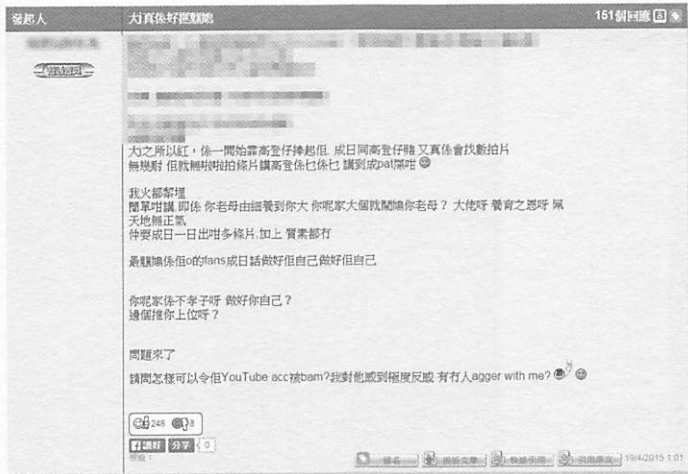 發起人
大J真係好撚黐鳩
151個回應
大J之所以紅，係一開始靠高登仔捧起佢. 成日同高登仔賭 又真係會找數拍片
無幾耐 佢就無啦啦拍條片講高登係乜係乜 講到成pat屎咁
我火都黎埋
簡單咁講.即係 你老母由細養到你大 你呢家大個就鬧鳩你老母？ 大佬呀 養育之恩呀 屌
天地無正氣
仲要成日一日出咁多條片.加上 質素都冇
最黐鳩係佢o的fans成日話做好佢自己做好佢自己
你呢家係不孝子呀 做好你自己？
邊個推你上位呀？
問題來了
請問怎樣可以令佢YouTube acc被bam?我對他感到極度反感 有冇人agger with me?
248 8
讚好 分享 0
19/4/2015 1:01